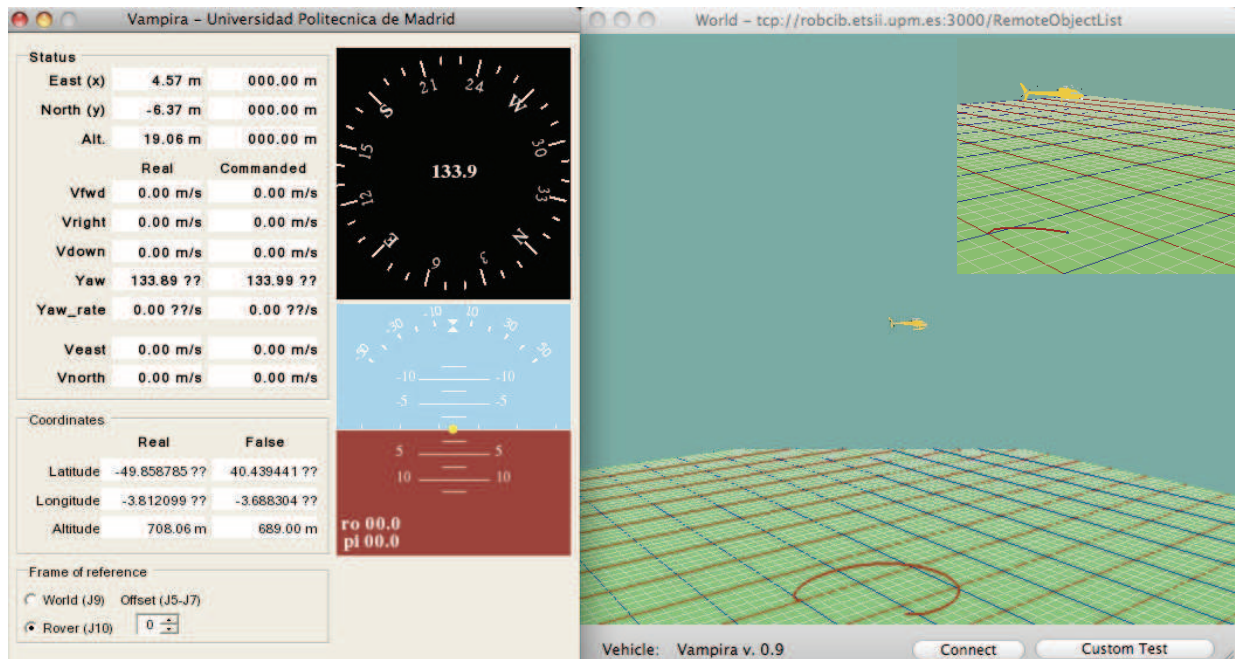 Vampira – Universidad Politecnica de Madrid
Status
East (x) 4.57 m 000.00 m
North (y) -6.37 m 000.00 m
Alt. 19.06 m 000.00 m
Real Commanded
Vfwd 0.00 m/s 0.00 m/s
Vright 0.00 m/s 0.00 m/s
Vdown 0.00 m/s 0.00 m/s
Yaw 133.89 ?? 133.99 ??
Yaw_rate 0.00 ??/s 0.00 ??/s
Veast 0.00 m/s 0.00 m/s
Vnorth 0.00 m/s 0.00 m/s
Coordinates
Real False
Latitude -49.858785 ?? 40.439441 ??
Longitude -3.812099 ?? -3.688304 ??
Altitude 708.06 m 689.00 m
Frame of reference
World (J9) Offset (J5-J7)
Rover (J10) 0
21 24
S W
15 30
133.9
12 33
E N
6 3
-10 10
-30 30
-50 50
-10 -10
-5 -5
5 5
10 10
ro 00.0
pi 00.0
World – tcp://robcib.etsii.upm.es:3000/RemoteObjectList
Vehicle: Vampira v. 0.9 Connect Custom Test